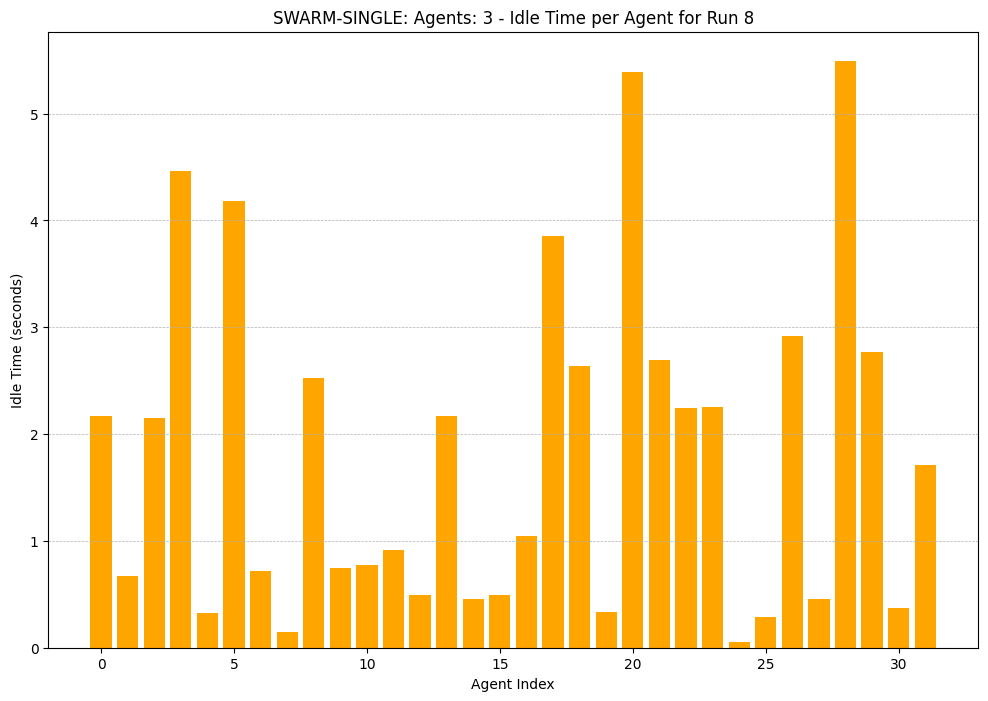 SWARM-SINGLE: Agents: 3 - Idle Time per Agent for Run 8
Idle Time (seconds)
5
4
3
2
1
0
0 5 10 15 20 25 30
Agent Index